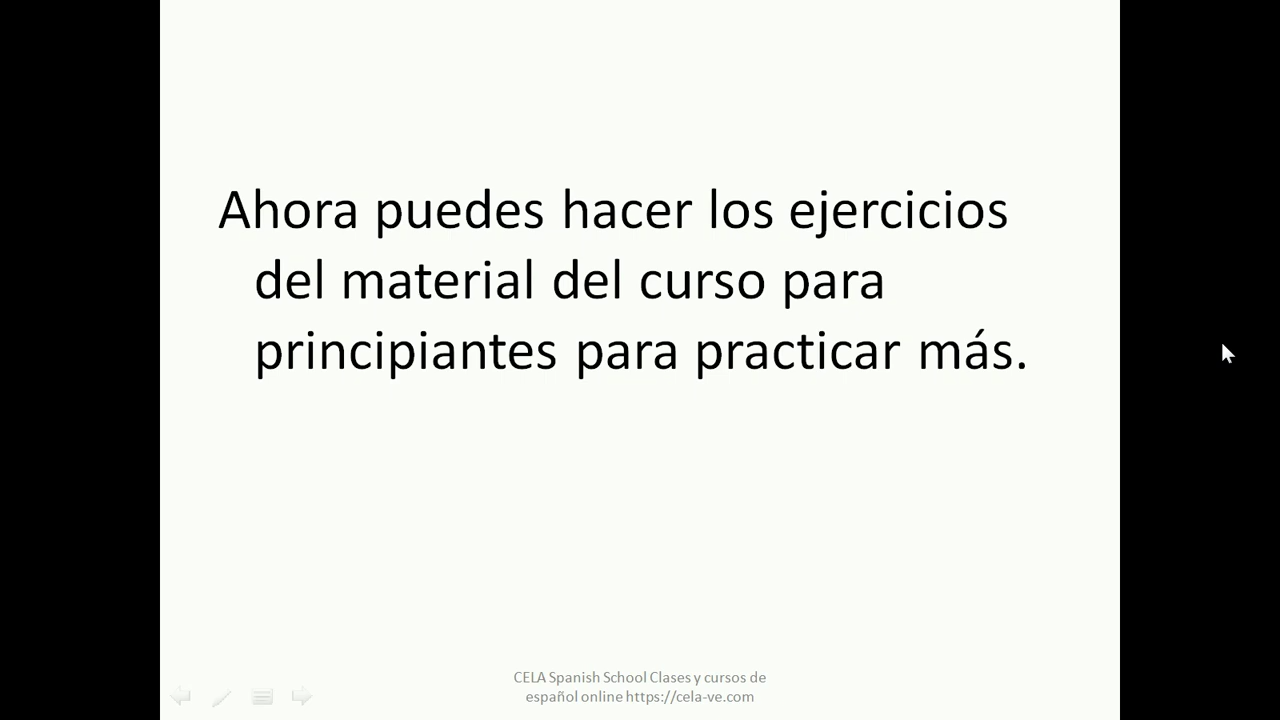 Ahora puedes hacer los ejercicios
del material del curso para
principiantes para practicar más.
CELA Spanish School Clases y cursos de
español online https://cela-ve.com